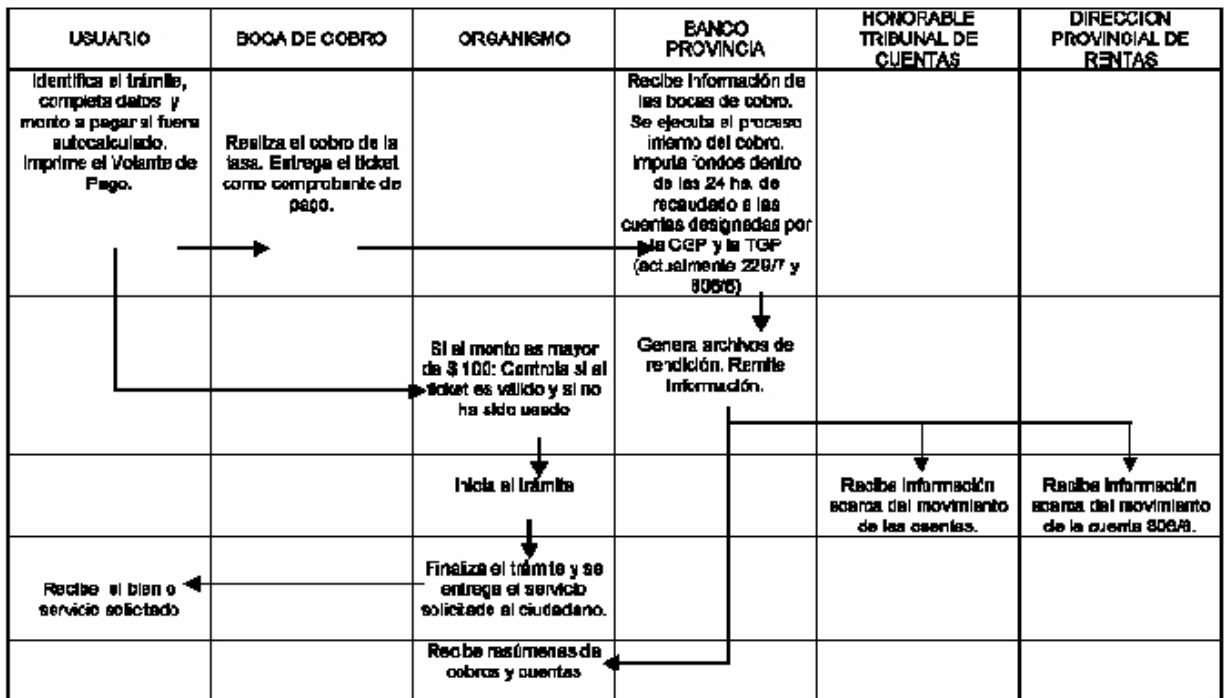 USUARIO
BOCA DE COBRO
ORGANISMO
BANCO
PROVINCIA
HONORABLE
TRIBUNAL DE
CUENTAS
DIRECCION
PROVINCIAL DE
RENTAS
Identifica el trámite,
completa datos y
monto a pagar si fuera
autocalculado.
Imprime el Volante de
Pago.
Realiza el cobro de la
tasa. Entrega el ticket
como comprobante de
pago.
Recibe información de
las bocas de cobro.
Se ejecuta el proceso
interno del cobro.
Imputa fondos dentro
de las 24 hs. de
recaudado a las
cuentas designadas por
la CGP y la TGP
(actualmente 229/7 y
806/6)
Si el monto es mayor
de $ 100: Controla si el
ticket es válido y si no
ha sido usado
Genera archivos de
rendición. Remite
información.
Inicia el trámite
Recibe información
acerca del movimiento
de las cuentas.
Recibe información
acerca del movimiento
de la cuenta 806/6.
Recibe el bien o
servicio solicitado
Finaliza el trámite y se
entrega el servicio
solicitado al ciudadano.
Recibe resúmenes de
cobros y cuentas